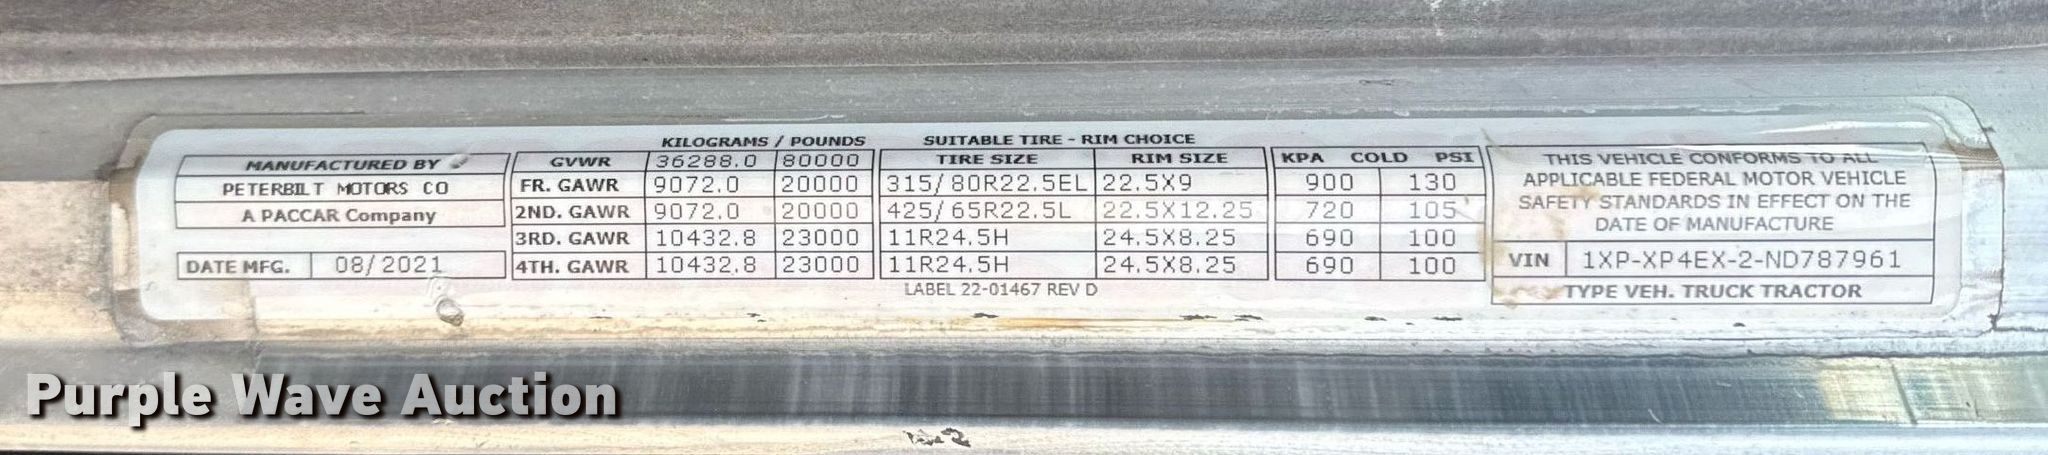 KILOGRAMS / POUNDS SUITABLE TIRE - RIM CHOICE
MANUFACTURED BY
PETERBILT MOTORS CO
A PACCAR Company
DATE MFG. 08/2021
GVWR 36288.0 80000 TIRE SIZE RIM SIZE KPA COLD PSI
FR. GAWR 9072.0 20000 315/80R22.5EL 22.5X9 900 130
2ND. GAWR 9072.0 20000 425/65R22.5L 22.5X12.25 720 105
3RD. GAWR 10432.8 23000 11R24.5H 24.5X8.25 690 100
4TH. GAWR 10432.8 23000 11R24.5H 24.5X8.25 690 100
LABEL 22-01467 REV D
THIS VEHICLE CONFORMS TO ALL
APPLICABLE FEDERAL MOTOR VEHICLE
SAFETY STANDARDS IN EFFECT ON THE
DATE OF MANUFACTURE
VIN 1XP-XP4EX-2-ND787961
TYPE VEH. TRUCK TRACTOR
Purple Wave Auction